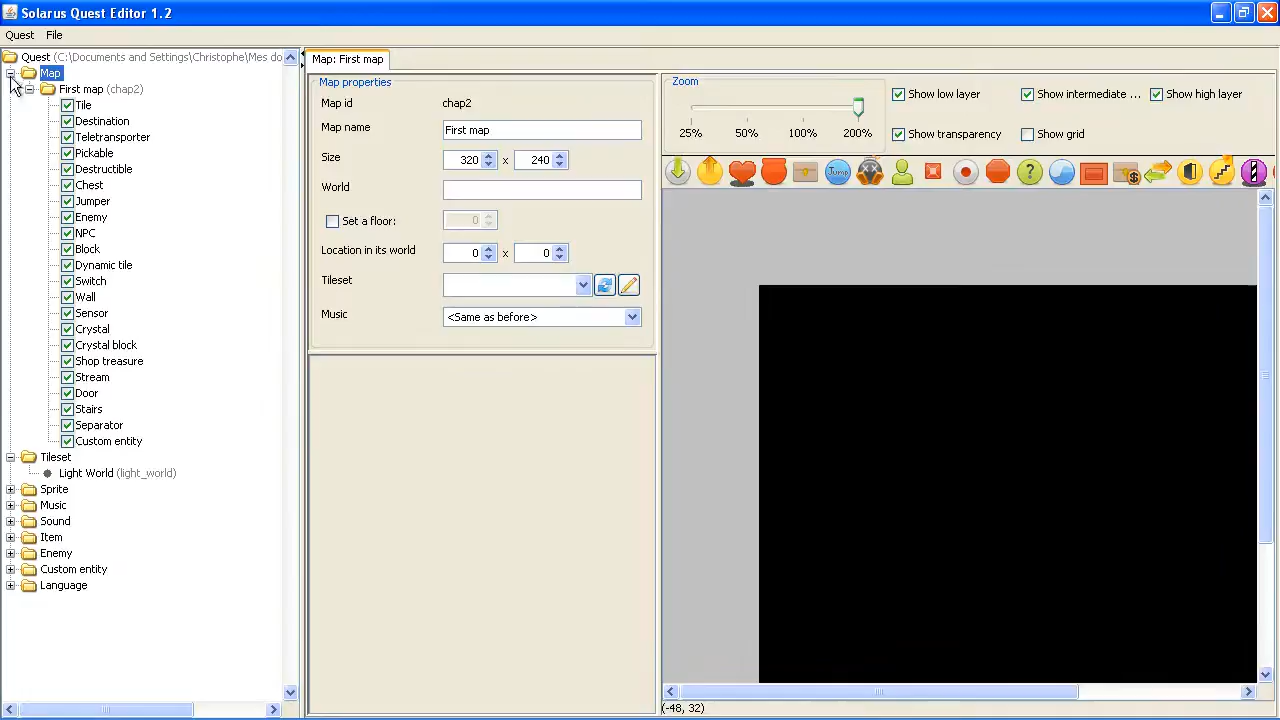 Solarus Quest Editor 1.2
Quest File
Quest (C:\Documents and Settings\Christophe\Mes do
Map
First map (chap2)
Tile
Destination
Teletransporter
Pickable
Destructible
Chest
Jumper
Enemy
NPC
Block
Dynamic tile
Switch
Wall
Sensor
Crystal
Crystal block
Shop treasure
Stream
Door
Stairs
Separator
Custom entity
Tileset
Light World (light_world)
Sprite
Music
Sound
Item
Enemy
Custom entity
Language
Map: First map
Map properties
Map id chap2
Map name First map
Size 320 x 240
World
Set a floor: 0
Location in its world 0 x 0
Tileset
Music <Same as before>
Zoom
25% 50% 100% 200%
Show low layer Show intermediate ... Show high layer
Show transparency Show grid
Jump ? $
(-48, 32)